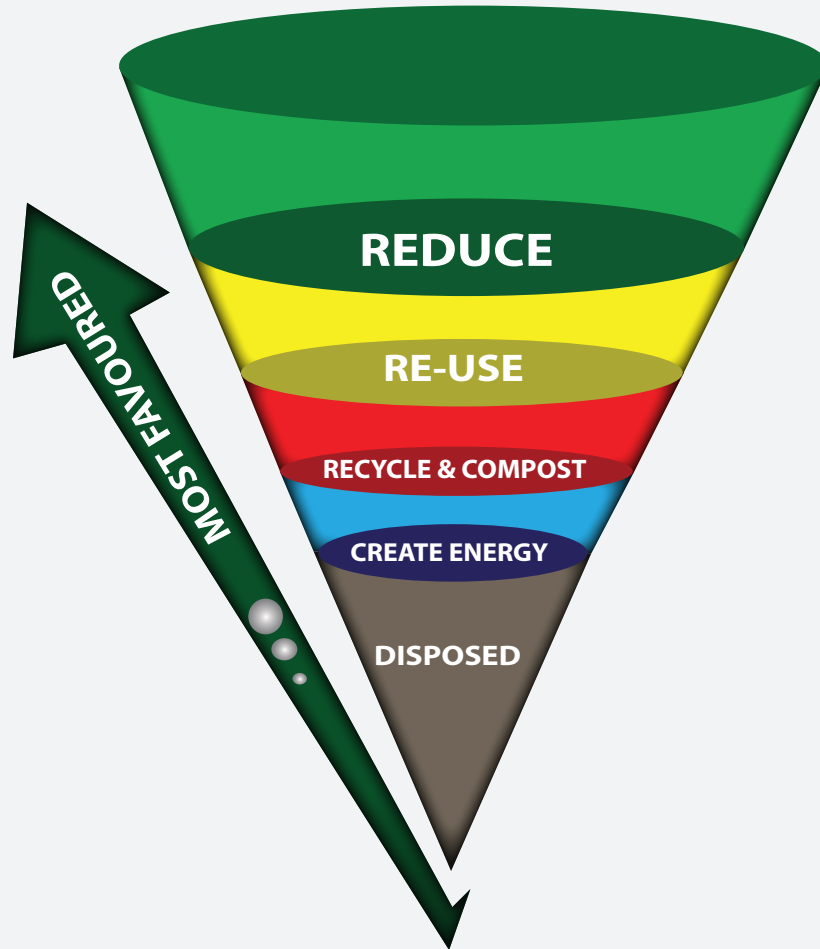 REDUCE
RE-USE
RECYCLE & COMPOST
CREATE ENERGY
DISPOSED
MOST FAVOURED